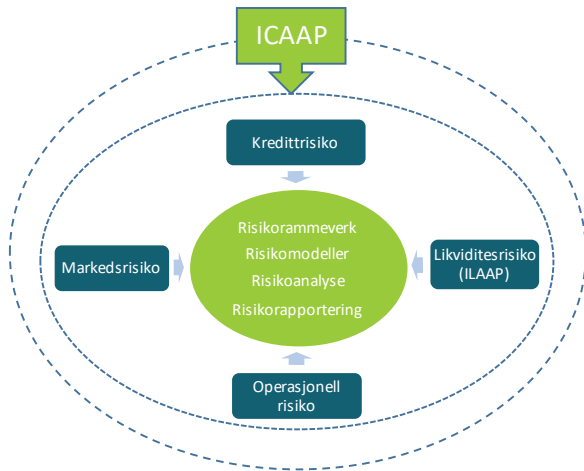 ICAAP
Kredittrisiko
Risikorammeverk
Risikomodeller
Risikoanalyse
Risikorapportering
Markedsrisiko
Likviditesrisiko
(ILAAP)
Operasjonell
risiko